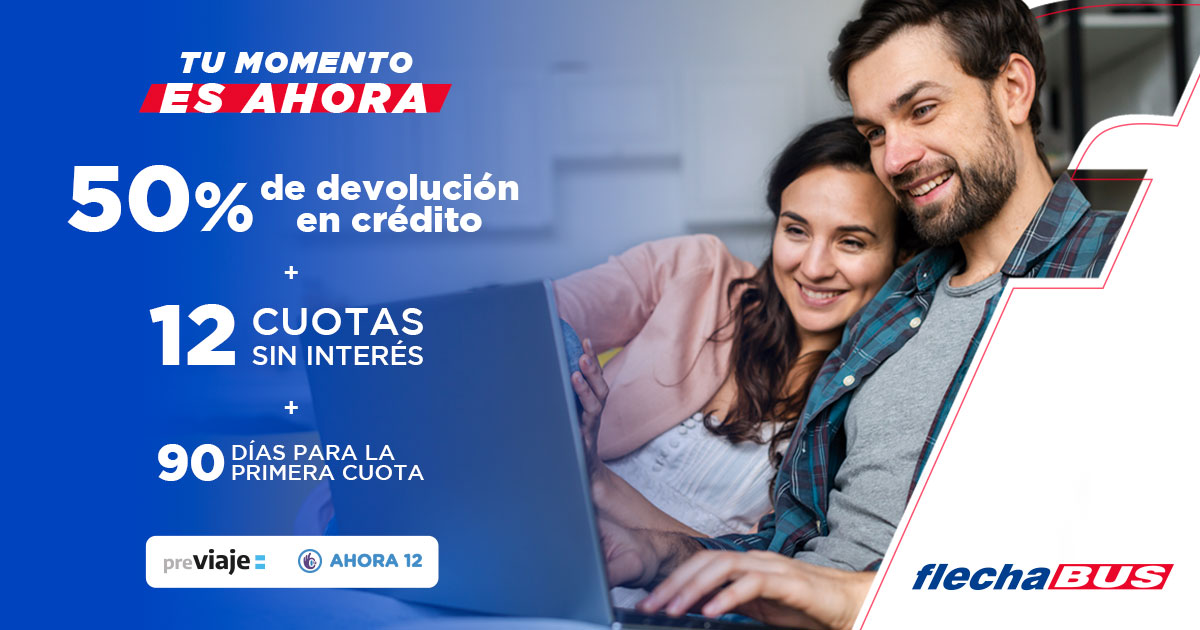 TU MOMENTO
ES AHORA
50% de devolución
en crédito
+
12 CUOTAS
SIN INTERÉS
+
90 DÍAS PARA LA
PRIMERA CUOTA
preVIAJE
AHORA 12
flechaBUS